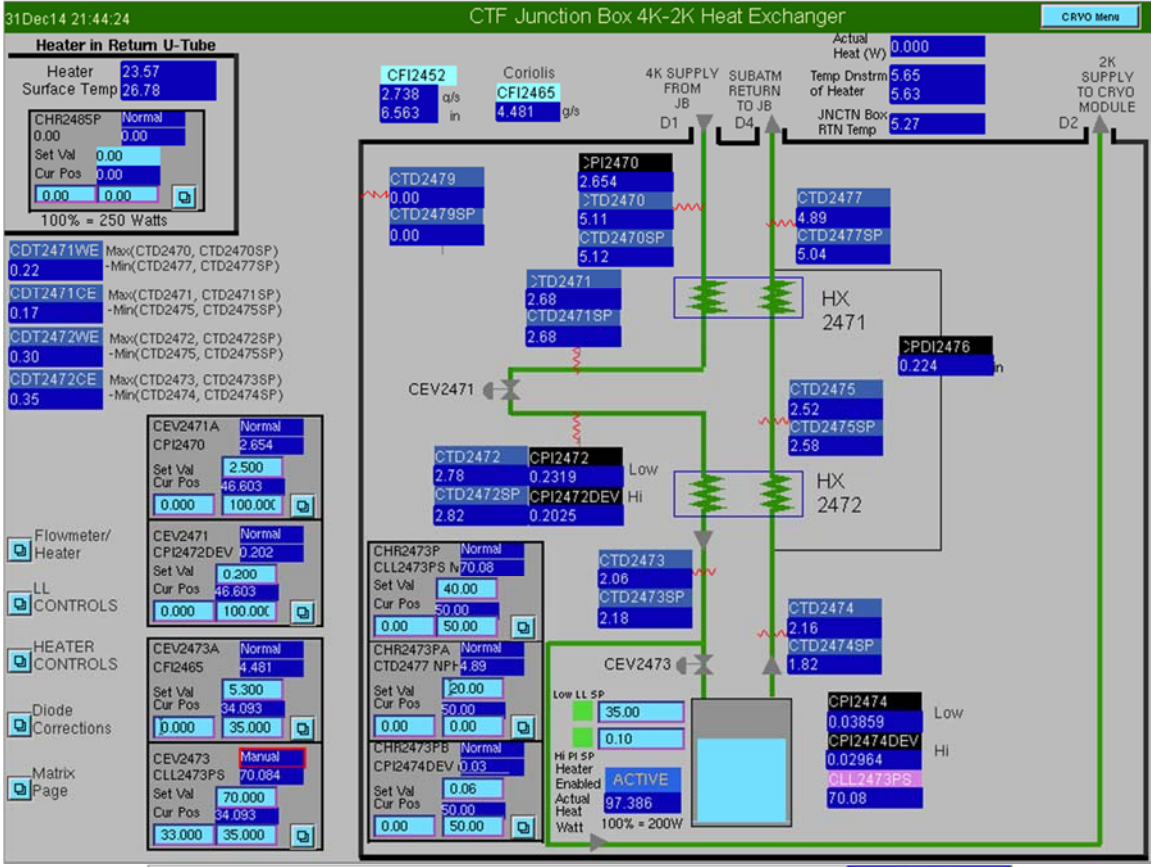 31Dec14 21:44:24
CTF Junction Box 4K-2K Heat Exchanger
CRYO Menu
Heater in Return U-Tube
Heater
Surface Temp
23.57
26.78
CHR2485P Normal
0.00 0.00
Set Val 0.00
Cur Pos 0.00
0.00 0.00
100% = 250 Watts
CFI2452
2.738 g/s
6.563 in
Coriolis
CFI2465
4.481 g/s
4K SUPPLY
FROM
JB
D1
SUBATM
RETURN
TO JB
D4
Actual
Heat (W) 0.000
Temp Dnstrm 5.65
of Heater 5.63
JNCTN Box
RTN Temp 5.27
2K
SUPPLY
TO CRYO
MODULE
D2
CDT2471WE Max(CTD2470, CTD2470SP)
0.22 -Min(CTD2477, CTD2477SP)
CDT2471CE Max(CTD2471, CTD2471SP)
0.17 -Min(CTD2475, CTD2475SP)
CDT2472WE Max(CTD2472, CTD2472SP)
0.30 -Min(CTD2475, CTD2475SP)
CDT2472CE Max(CTD2473, CTD2473SP)
0.35 -Min(CTD2474, CTD2474SP)
CTD2479
0.00
CTD2479SP
0.00
CPI2470
2.654
CTD2470
5.11
CTD2470SP
5.12
CTD2477
4.89
CTD2477SP
5.04
CTD2471
2.68
CTD2471SP
2.68
HX
2471
CPDI2476
0.224 in
CEV2471
CTD2475
2.52
CTD2475SP
2.58
CTD2472 CPI2472
2.78 0.2319 Low
CTD2472SP CPI2472DEV Hi
2.82 0.2025
HX
2472
CEV2471A Normal
CPI2470 2.654
Set Val 2.500
Cur Pos 46.603
0.000 100.00(
CEV2471 Normal
CPI2472DEV 0.202
Set Val 0.200
Cur Pos 46.603
0.000 100.00(
CEV2473A Normal
CFI2465 4.481
Set Val 5.300
Cur Pos 34.093
0.000 35.000
CEV2473 Manual
CLL2473PS 70.084
Set Val 70.000
Cur Pos 34.093
33.000 35.000
Flowmeter/
Heater
LL
CONTROLS
HEATER
CONTROLS
Diode
Corrections
Matrix
Page
CHR2473P Normal
CLL2473PS N 70.08
Set Val 40.00
Cur Pos 50.00
0.00 50.00
CHR2473PA Normal
CTD2477 NPH 4.89
Set Val 20.00
Cur Pos 50.00
0.00 0.00
CHR2473PB Normal
CPI2474DEV 0.03
Set Val 0.06
Cur Pos 50.00
0.00 50.00
CTD2473
2.06
CTD2473SP
2.18
CTD2474
2.16
CTD2474SP
1.82
CEV2473
Low LL SP
35.00
0.10
Hi PI SP
Heater
Enabled ACTIVE
Actual
Heat 97.386
Watt 100% = 200W
CPI2474
0.03859 Low
CPI2474DEV
0.02964 Hi
CLL2473PS
70.08